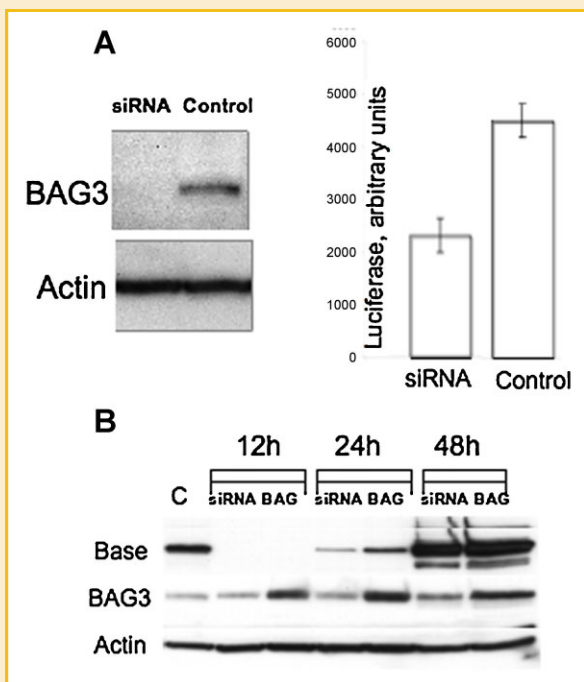 A
siRNA Control
BAG3
Actin
6000
5000
4000
3000
2000
1000
0
Luciferase, arbitrary units
siRNA Control
B
12h 24h 48h
C siRNA BAG siRNA BAG siRNA BAG
Base
BAG3
Actin